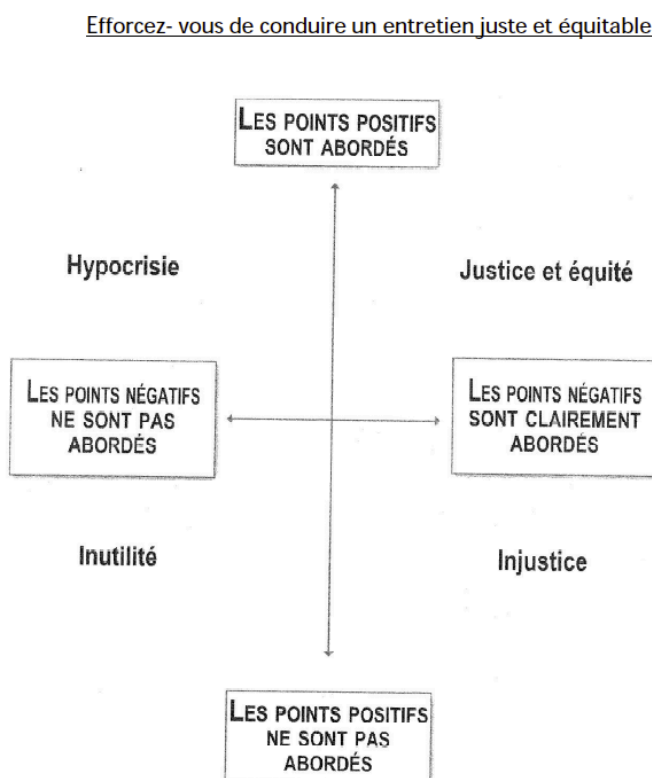 Efforcez- vous de conduire un entretien juste et équitable
LES POINTS POSITIFS
SONT ABORDÉS
Hypocrisie
Justice et équité
LES POINTS NÉGATIFS
NE SONT PAS
ABORDÉS
LES POINTS NÉGATIFS
SONT CLAIREMENT
ABORDÉS
Inutilité
Injustice
LES POINTS POSITIFS
NE SONT PAS
ABORDÉS